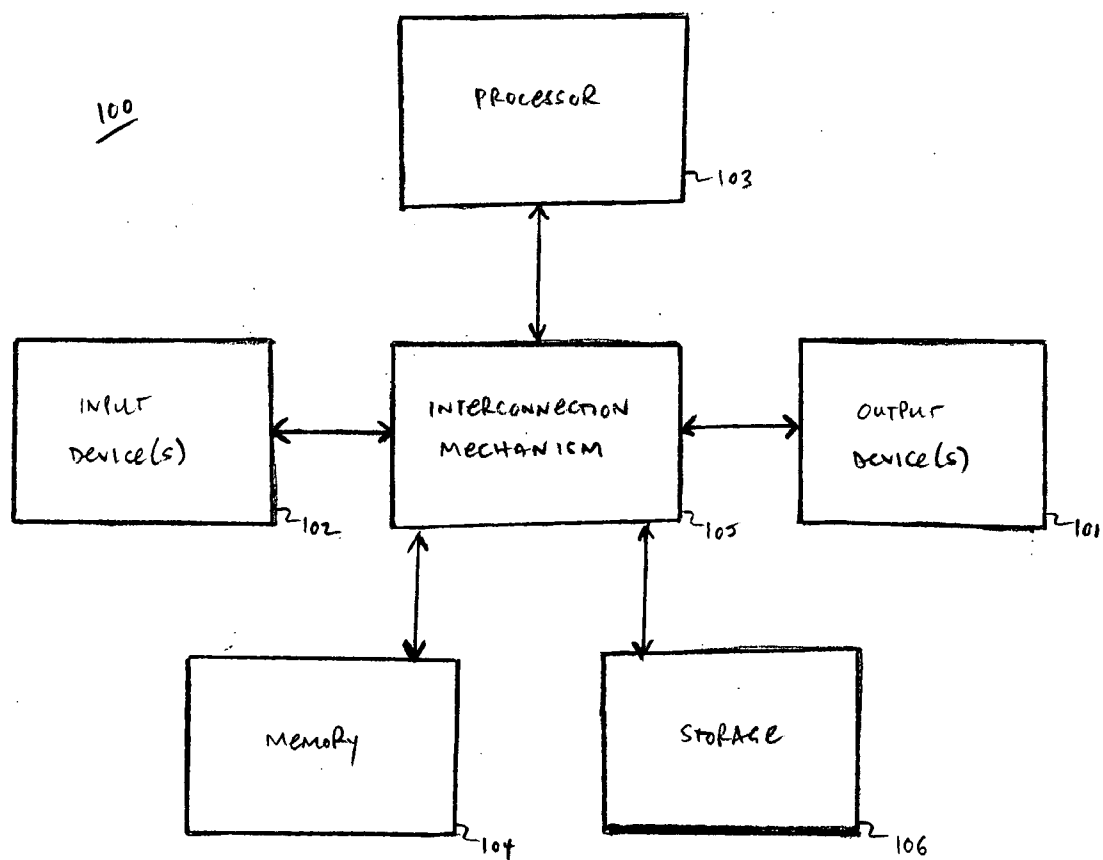 100
PROCESSOR
103
INPUT
DEVICE(S)
102
INTERCONNECTION
MECHANISM
105
OUTPUT
DEVICE(S)
101
MEMORY
104
STORAGE
106